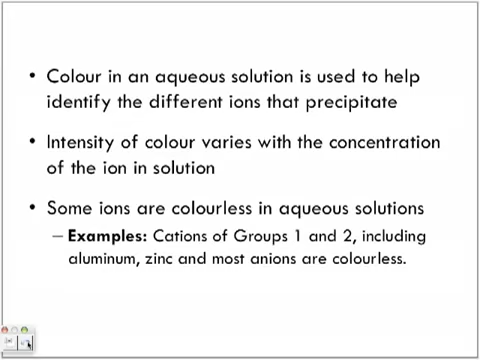 • Colour in an aqueous solution is used to help
identify the different ions that precipitate
• Intensity of colour varies with the concentration
of the ion in solution
• Some ions are colourless in aqueous solutions
– Examples: Cations of Groups 1 and 2, including
aluminum, zinc and most anions are colourless.